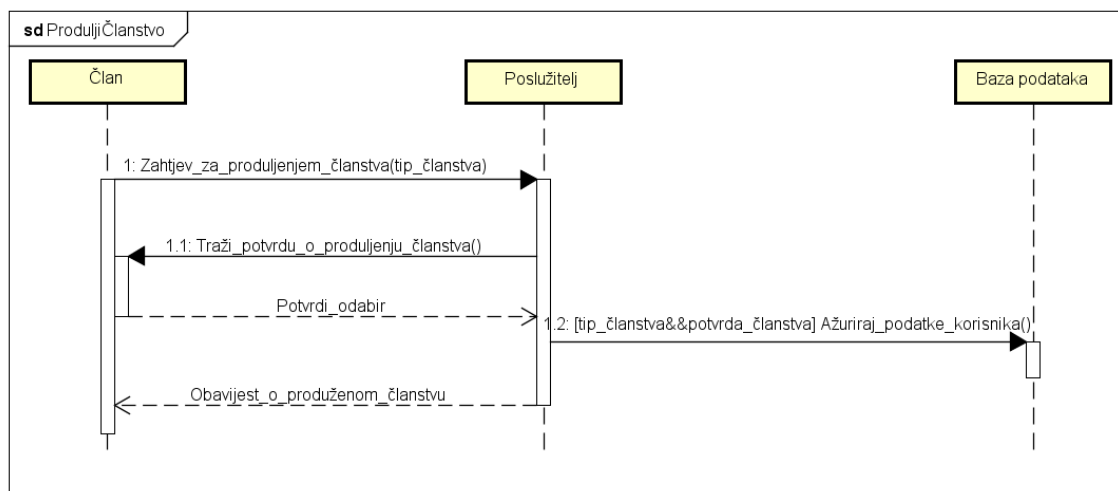 sd ProduljiČlanstvo
Član
Poslužitelj
Baza podataka
1: Zahtjev_za_produljenjem_članstva(tip_članstva)
1.1: Traži_potvrdu_o_produljenju_članstva()
Potvrdi_odabir
1.2: [tip_članstva&&potvrda_članstva] Ažuriraj_podatke_korisnika()
Obavijest_o_produženom_članstvu